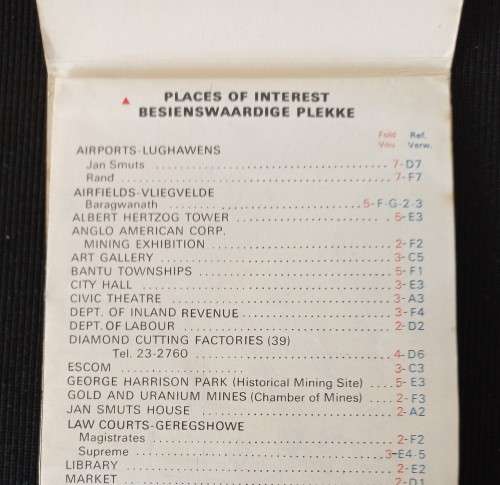 PLACES OF INTEREST
BESIENSWAARDIGE PLEKKE
Fold Ref.
Vou Verw.
AIRPORTS-LUGHAWENS
Jan Smuts 7-D7
Rand 7-F7
AIRFIELDS-VLIEGVELDE
Baragwanath 5-F-G-2-3
ALBERT HERTZOG TOWER 5-E3
ANGLO AMERICAN CORP.
MINING EXHIBITION 2-F2
ART GALLERY 3-C5
BANTU TOWNSHIPS 5-F1
CITY HALL 3-E3
CIVIC THEATRE 3-A3
DEPT. OF INLAND REVENUE 3-F4
DEPT. OF LABOUR 2-D2
DIAMOND CUTTING FACTORIES (39)
Tel. 23-2760 4-D6
ESCOM 3-C3
GEORGE HARRISON PARK (Historical Mining Site) 5-E3
GOLD AND URANIUM MINES (Chamber of Mines) 2-F3
JAN SMUTS HOUSE 2-A2
LAW COURTS-GEREGSHOWE
Magistrates 2-F2
Supreme 3-E4-5
LIBRARY 2-E2
MARKET 2-D1